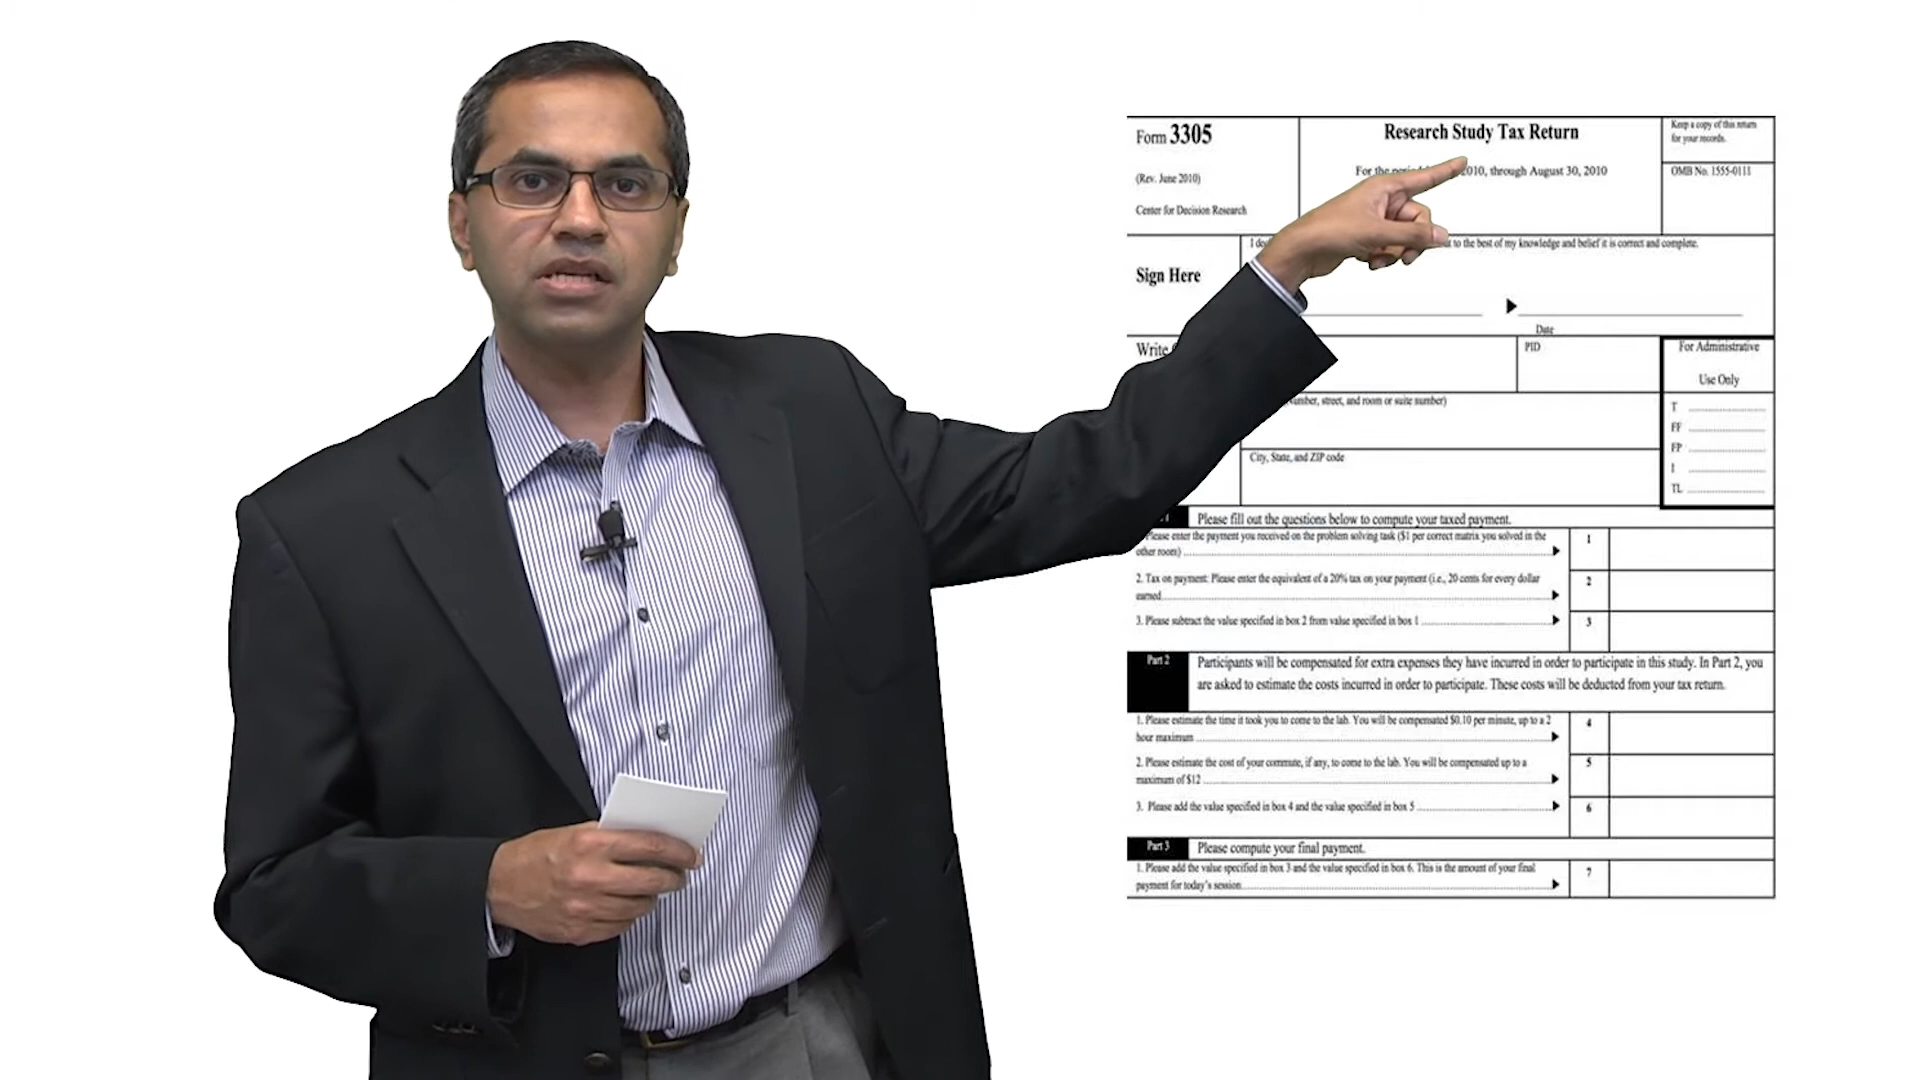 Form 3305
(Rev. June 2010)
Center for Decision Research
Research Study Tax Return
For the 2010, through August 30, 2010
Keep a copy of this return
for your records.
OMB No. 1555-0111
Sign Here
I to the best of my knowledge and belief it is correct and complete.
Date
Write
PID
For Administrative
Use Only
T
FF
FP
I
TL
street, and room or suite number)
City, State, and ZIP code
Please fill out the questions below to compute your taxed payment.
1. Please enter the payment you received on the problem solving task ($1 per correct matrix you solved in the
other room)
1
2. Tax on payment: Please enter the equivalent of a 20% tax on your payment (i.e., 20 cents for every dollar
earned
2
3. Please subtract the value specified in box 2 from value specified in box 1
3
Part 2
Participants will be compensated for extra expenses they have incurred in order to participate in this study. In Part 2, you
are asked to estimate the costs incurred in order to participate. These costs will be deducted from your tax return.
1. Please estimate the time it took you to come to the lab. You will be compensated $0.10 per minute, up to a 2
hour maximum
4
2. Please estimate the cost of your commute, if any, to come to the lab. You will be compensated up to a
maximum of $12
5
3. Please add the value specified in box 4 and the value specified in box 5
6
Part 3
Please compute your final payment.
1. Please add the value specified in box 3 and the value specified in box 6. This is the amount of your final
payment for today's session
7